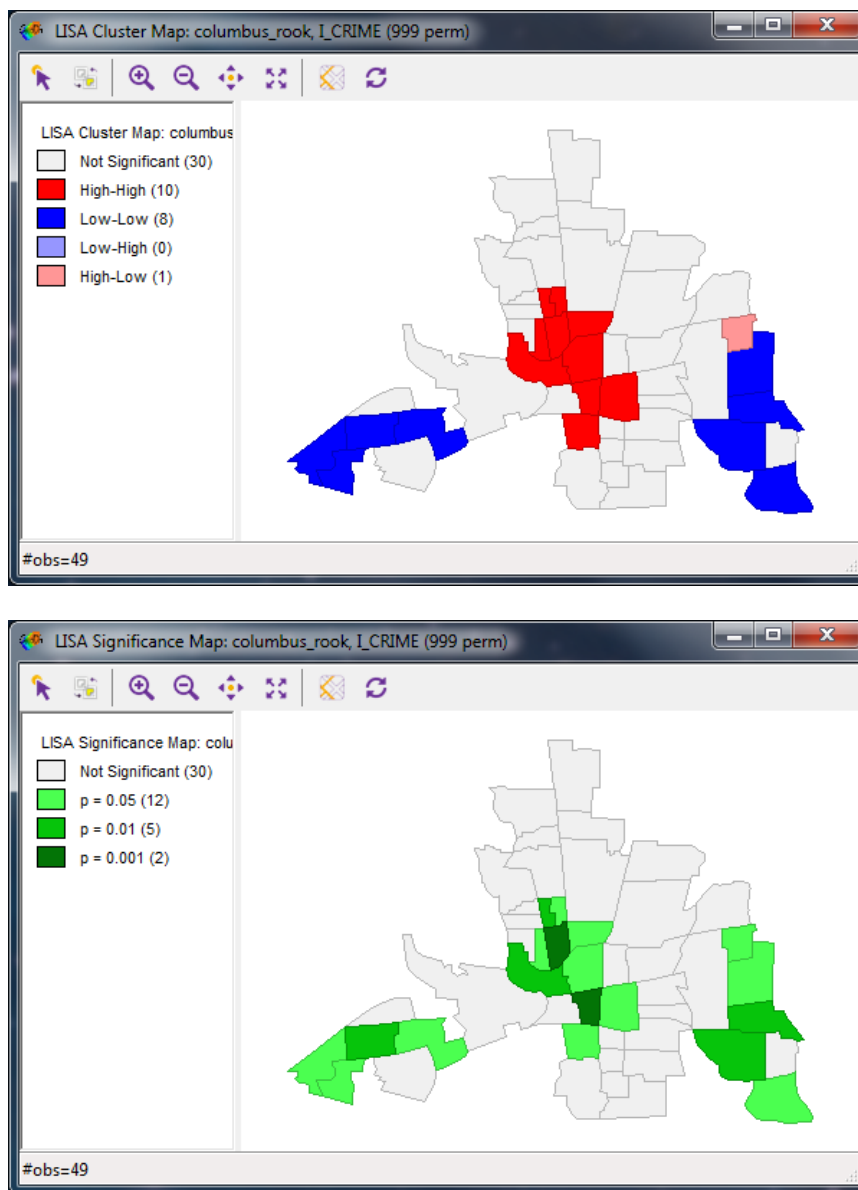 LISA Cluster Map: columbus_rook, I_CRIME (999 perm)
LISA Cluster Map: columbus
Not Significant (30)
High-High (10)
Low-Low (8)
Low-High (0)
High-Low (1)
#obs=49
LISA Significance Map: columbus_rook, I_CRIME (999 perm)
LISA Significance Map: colu
Not Significant (30)
p = 0.05 (12)
p = 0.01 (5)
p = 0.001 (2)
#obs=49